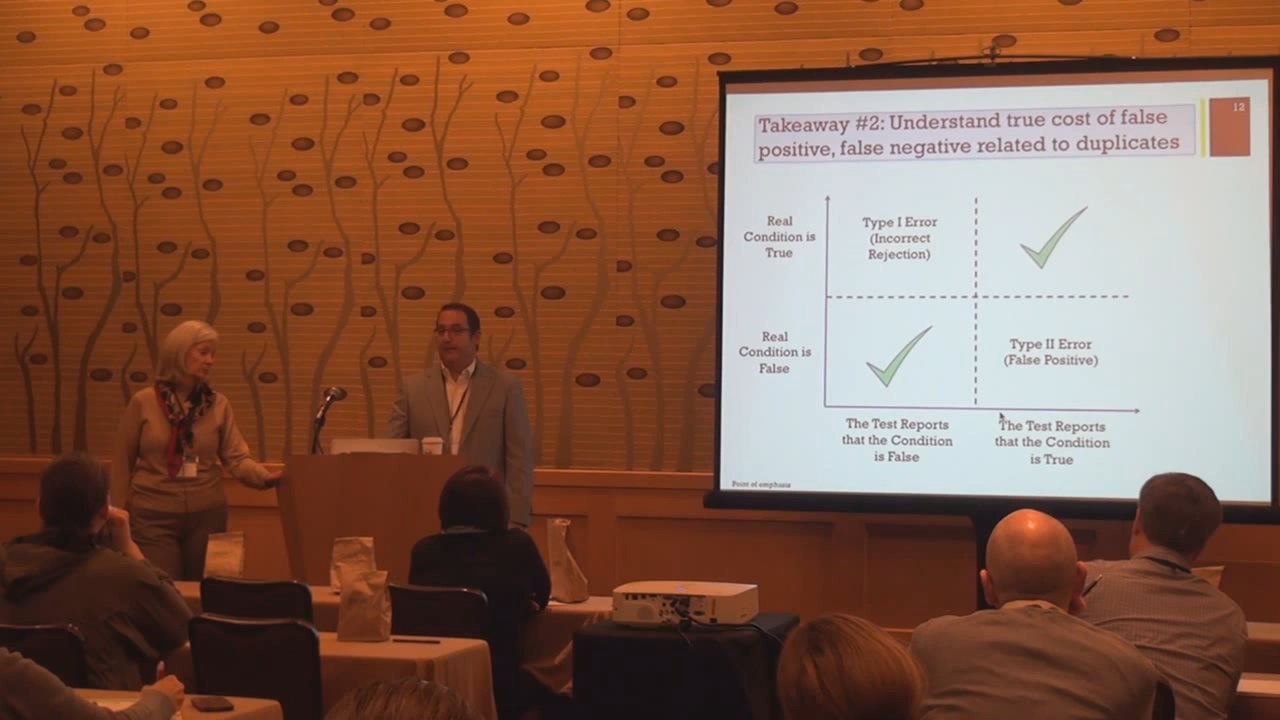 12
Takeaway #2: Understand true cost of false
positive, false negative related to duplicates
Real
Condition is
True
Type I Error
(Incorrect
Rejection)
Real
Condition is
False
Type II Error
(False Positive)
The Test Reports
that the Condition
is False
The Test Reports
that the Condition
is True
Point of emphasis